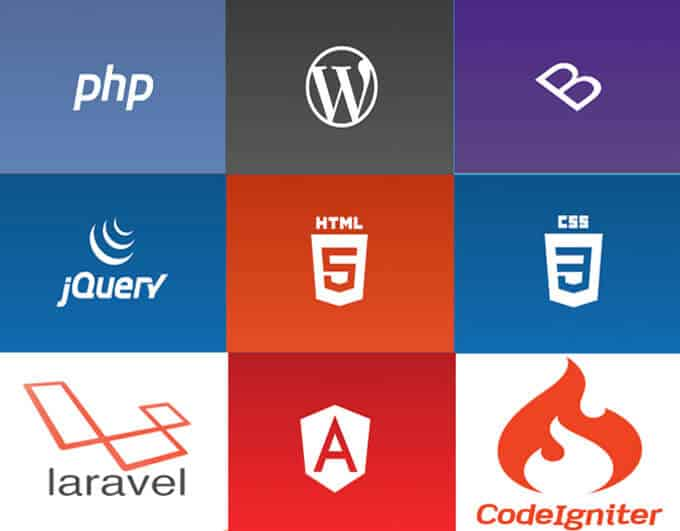 php
W
B
jQuery
HTML
5
CSS
3
laravel
A
CodeIgniter